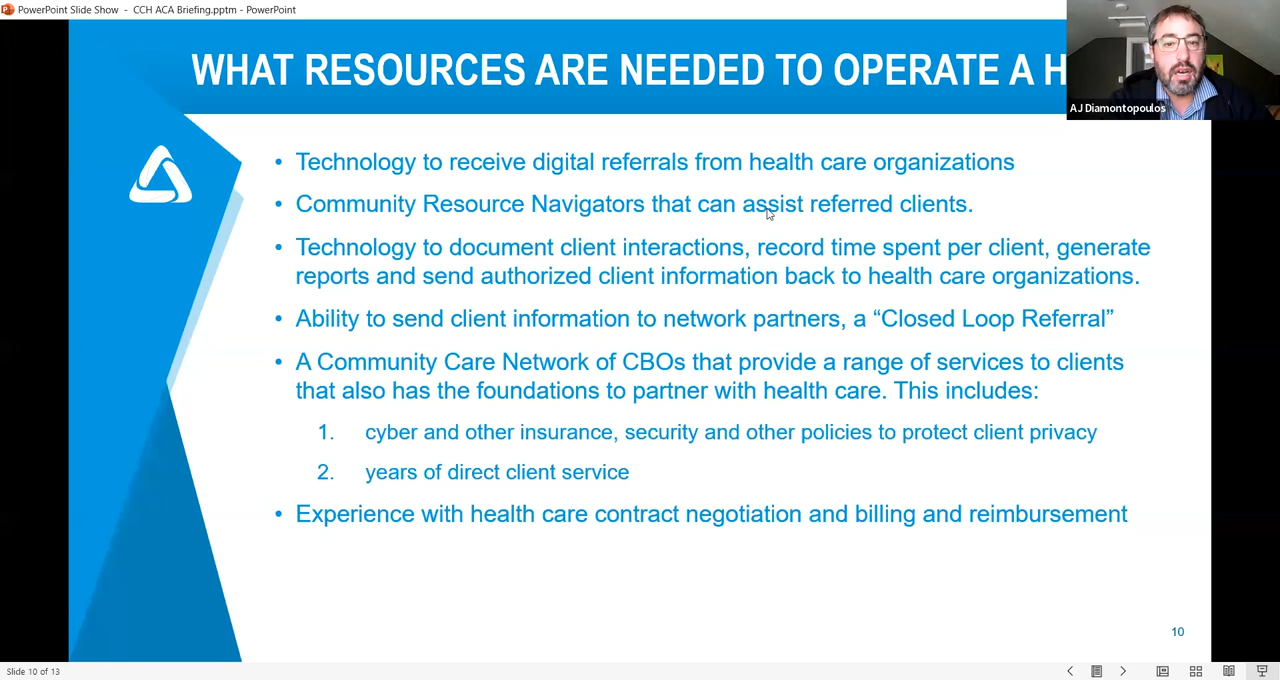 PowerPoint Slide Show - CCH ACA Briefing.pptm - PowerPoint
WHAT RESOURCES ARE NEEDED TO OPERATE A H
AJ Diamontopoulos
• Technology to receive digital referrals from health care organizations
• Community Resource Navigators that can assist referred clients.
• Technology to document client interactions, record time spent per client, generate
reports and send authorized client information back to health care organizations.
• Ability to send client information to network partners, a “Closed Loop Referral”
• A Community Care Network of CBOs that provide a range of services to clients
that also has the foundations to partner with health care. This includes:
1. cyber and other insurance, security and other policies to protect client privacy
2. years of direct client service
• Experience with health care contract negotiation and billing and reimbursement
10
Slide 10 of 13